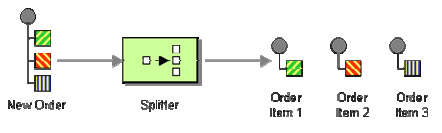 New Order
Splitter
Order
Item 1
Order
Item 2
Order
Item 3